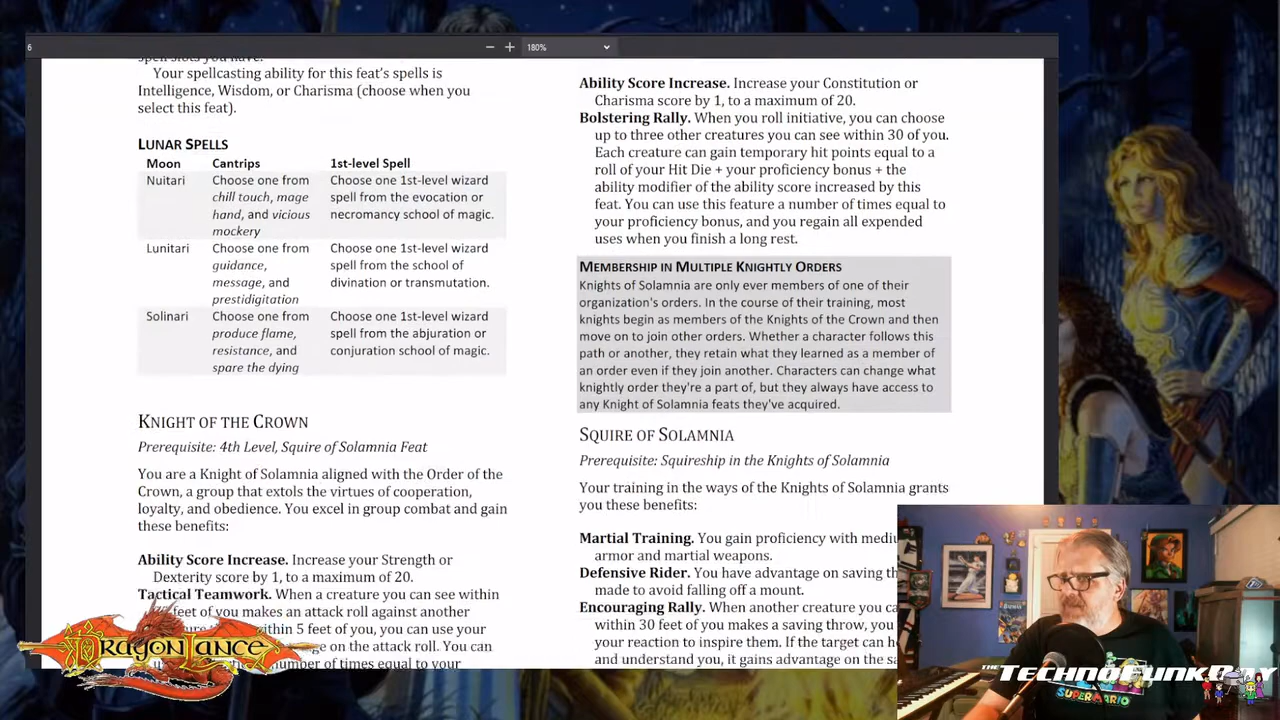 6
180%
spell slots you have.
Your spellcasting ability for this feat's spells is
Intelligence, Wisdom, or Charisma (choose when you
select this feat).
LUNAR SPELLS
Moon Cantrips 1st-level Spell
Nuitari Choose one from Choose one 1st-level wizard
chill touch, mage spell from the evocation or
hand, and vicious necromancy school of magic.
mockery
Lunitari Choose one from Choose one 1st-level wizard
guidance, spell from the school of
message, and divination or transmutation.
prestidigitation
Solinari Choose one from Choose one 1st-level wizard
produce flame, spell from the abjuration or
resistance, and conjuration school of magic.
spare the dying
KNIGHT OF THE CROWN
Prerequisite: 4th Level, Squire of Solamnia Feat
You are a Knight of Solamnia aligned with the Order of the
Crown, a group that extols the virtues of cooperation,
loyalty, and obedience. You excel in group combat and gain
these benefits:
Ability Score Increase. Increase your Strength or
Dexterity score by 1, to a maximum of 20.
Tactical Teamwork. When a creature you can see within
feet of you makes an attack roll against another
within 5 feet of you, you can use your
on the attack roll. You can
number of times equal to your
Ability Score Increase. Increase your Constitution or
Charisma score by 1, to a maximum of 20.
Bolstering Rally. When you roll initiative, you can choose
up to three other creatures you can see within 30 of you.
Each creature can gain temporary hit points equal to a
roll of your Hit Die + your proficiency bonus + the
ability modifier of the ability score increased by this
feat. You can use this feature a number of times equal to
your proficiency bonus, and you regain all expended
uses when you finish a long rest.
MEMBERSHIP IN MULTIPLE KNIGHTLY ORDERS
Knights of Solamnia are only ever members of one of their
organization's orders. In the course of their training, most
knights begin as members of the Knights of the Crown and then
move on to join other orders. Whether a character follows this
path or another, they retain what they learned as a member of
an order even if they join another. Characters can change what
knightly order they're a part of, but they always have access to
any Knight of Solamnia feats they've acquired.
SQUIRE OF SOLAMNIA
Prerequisite: Squireship in the Knights of Solamnia
Your training in the ways of the Knights of Solamnia grants
you these benefits:
Martial Training. You gain proficiency with mediu
armor and martial weapons.
Defensive Rider. You have advantage on saving th
made to avoid falling off a mount.
Encouraging Rally. When another creature you ca
within 30 feet of you makes a saving throw, you
your reaction to inspire them. If the target can he
and understand you, it gains advantage on the sa
DRAGONLANCE
THE TECHNOFUNKBOY
SUPER MARIO